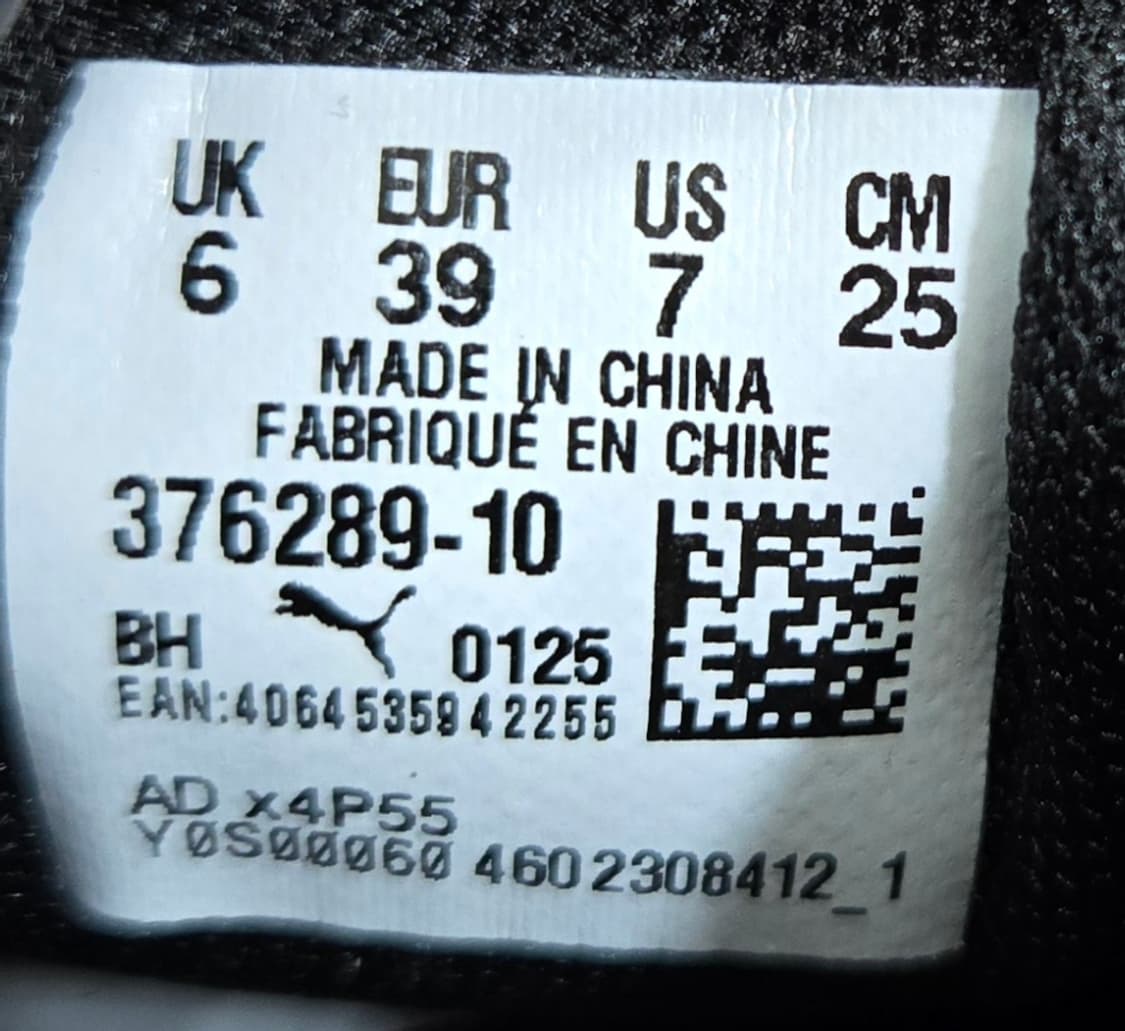 UK EUR US CM
6 39 7 25
MADE IN CHINA
FABRIQUÉ EN CHINE
376289-10
BH 0125
EAN:4064535942255
AD x4P55
Y0S00060 4602308412_1